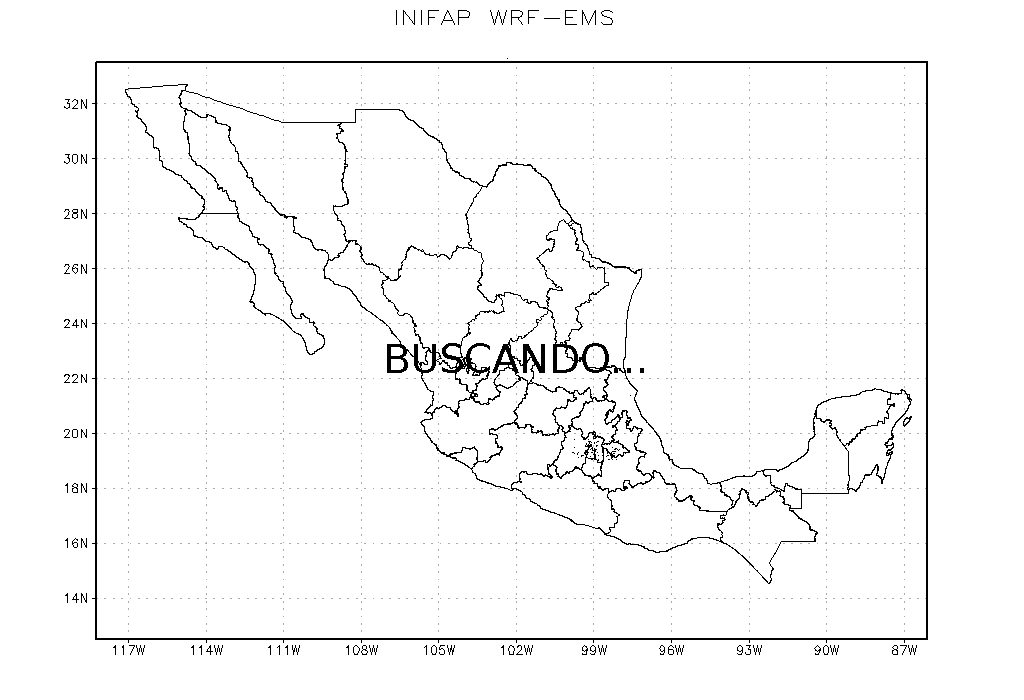 INIFAP WRF-EMS
32N
30N
28N
26N
24N
BUSCANDO...
22N
20N
18N
16N
14N
117W 114W 111W 108W 105W 102W 99W 96W 93W 90W 87W